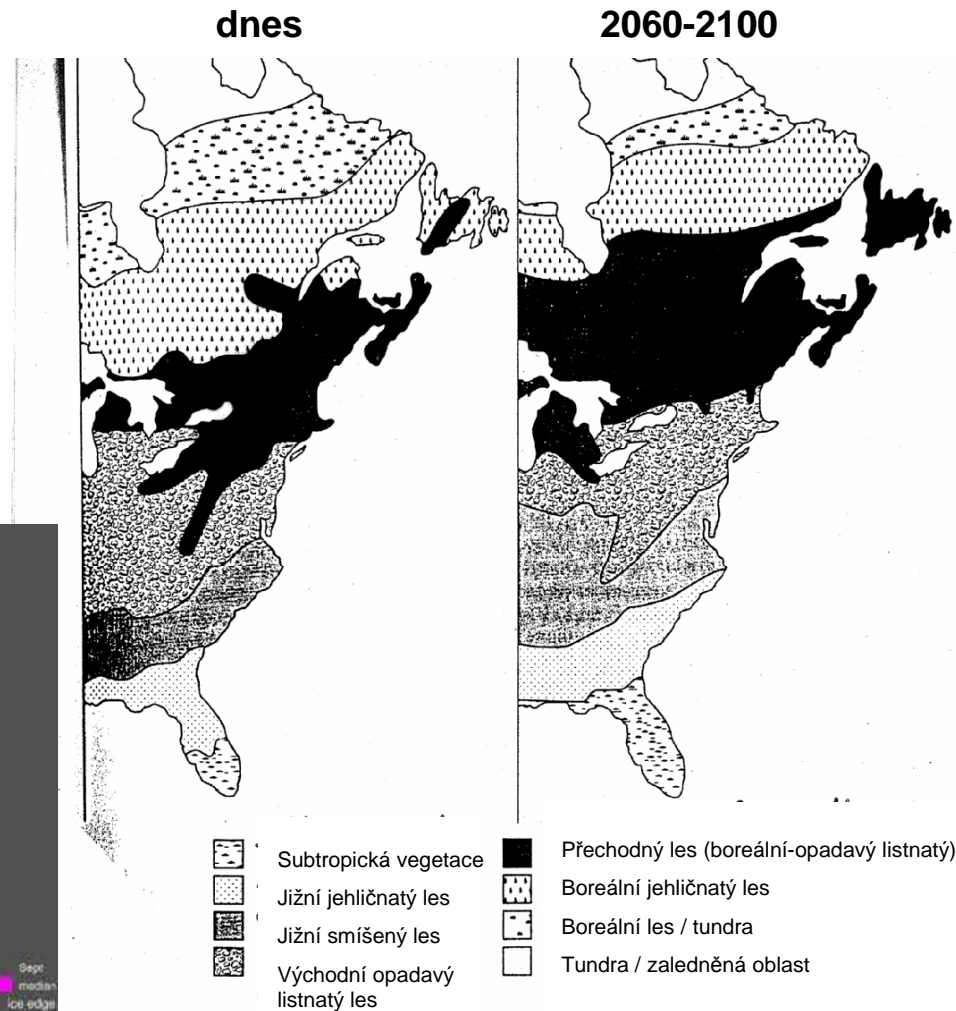 dnes
2060-2100
Subtropická vegetace
Jižní jehličnatý les
Jižní smíšený les
Východní opadavý
listnatý les
Přechodný les (boreální-opadavý listnatý)
Boreální jehličnatý les
Boreální les / tundra
Tundra / zaledněná oblast
Sept
median
ice edge